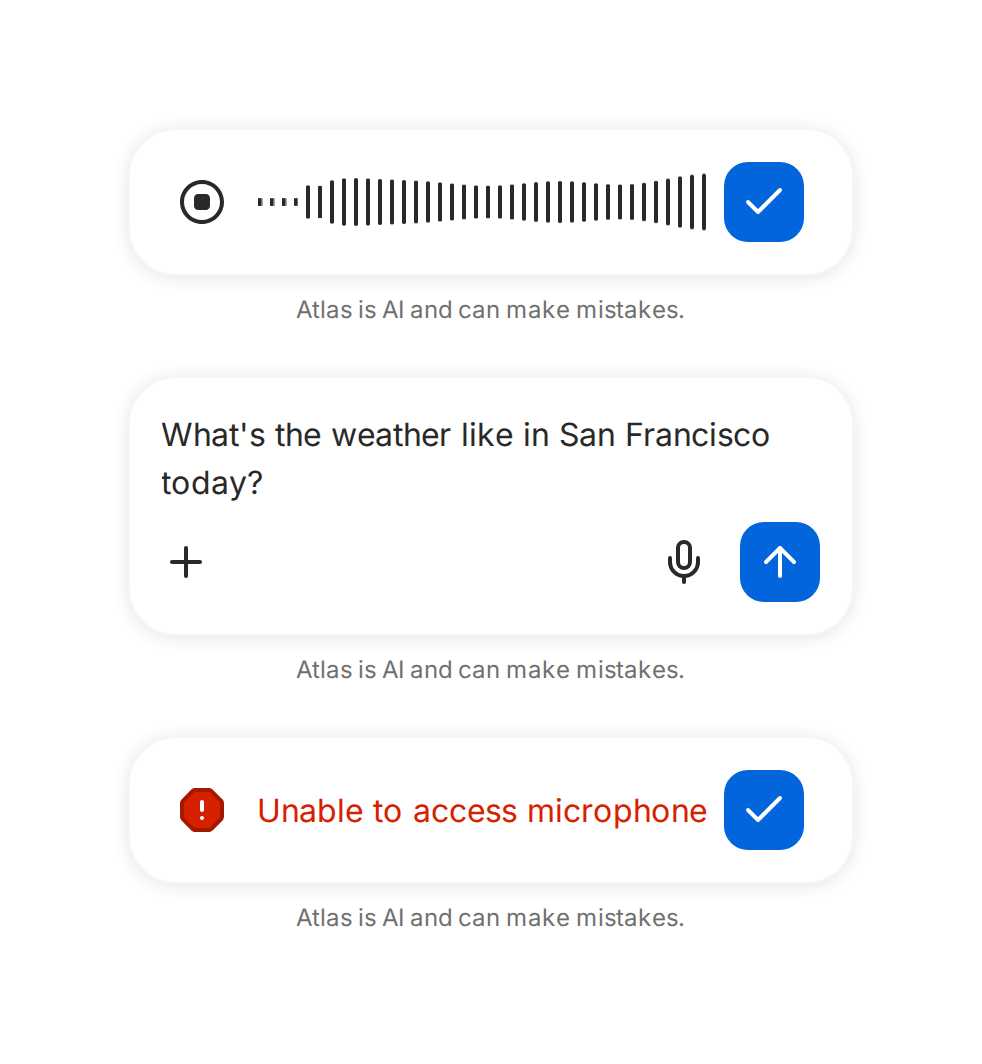 Atlas is AI and can make mistakes.
What's the weather like in San Francisco
today?
Atlas is AI and can make mistakes.
Unable to access microphone
Atlas is AI and can make mistakes.